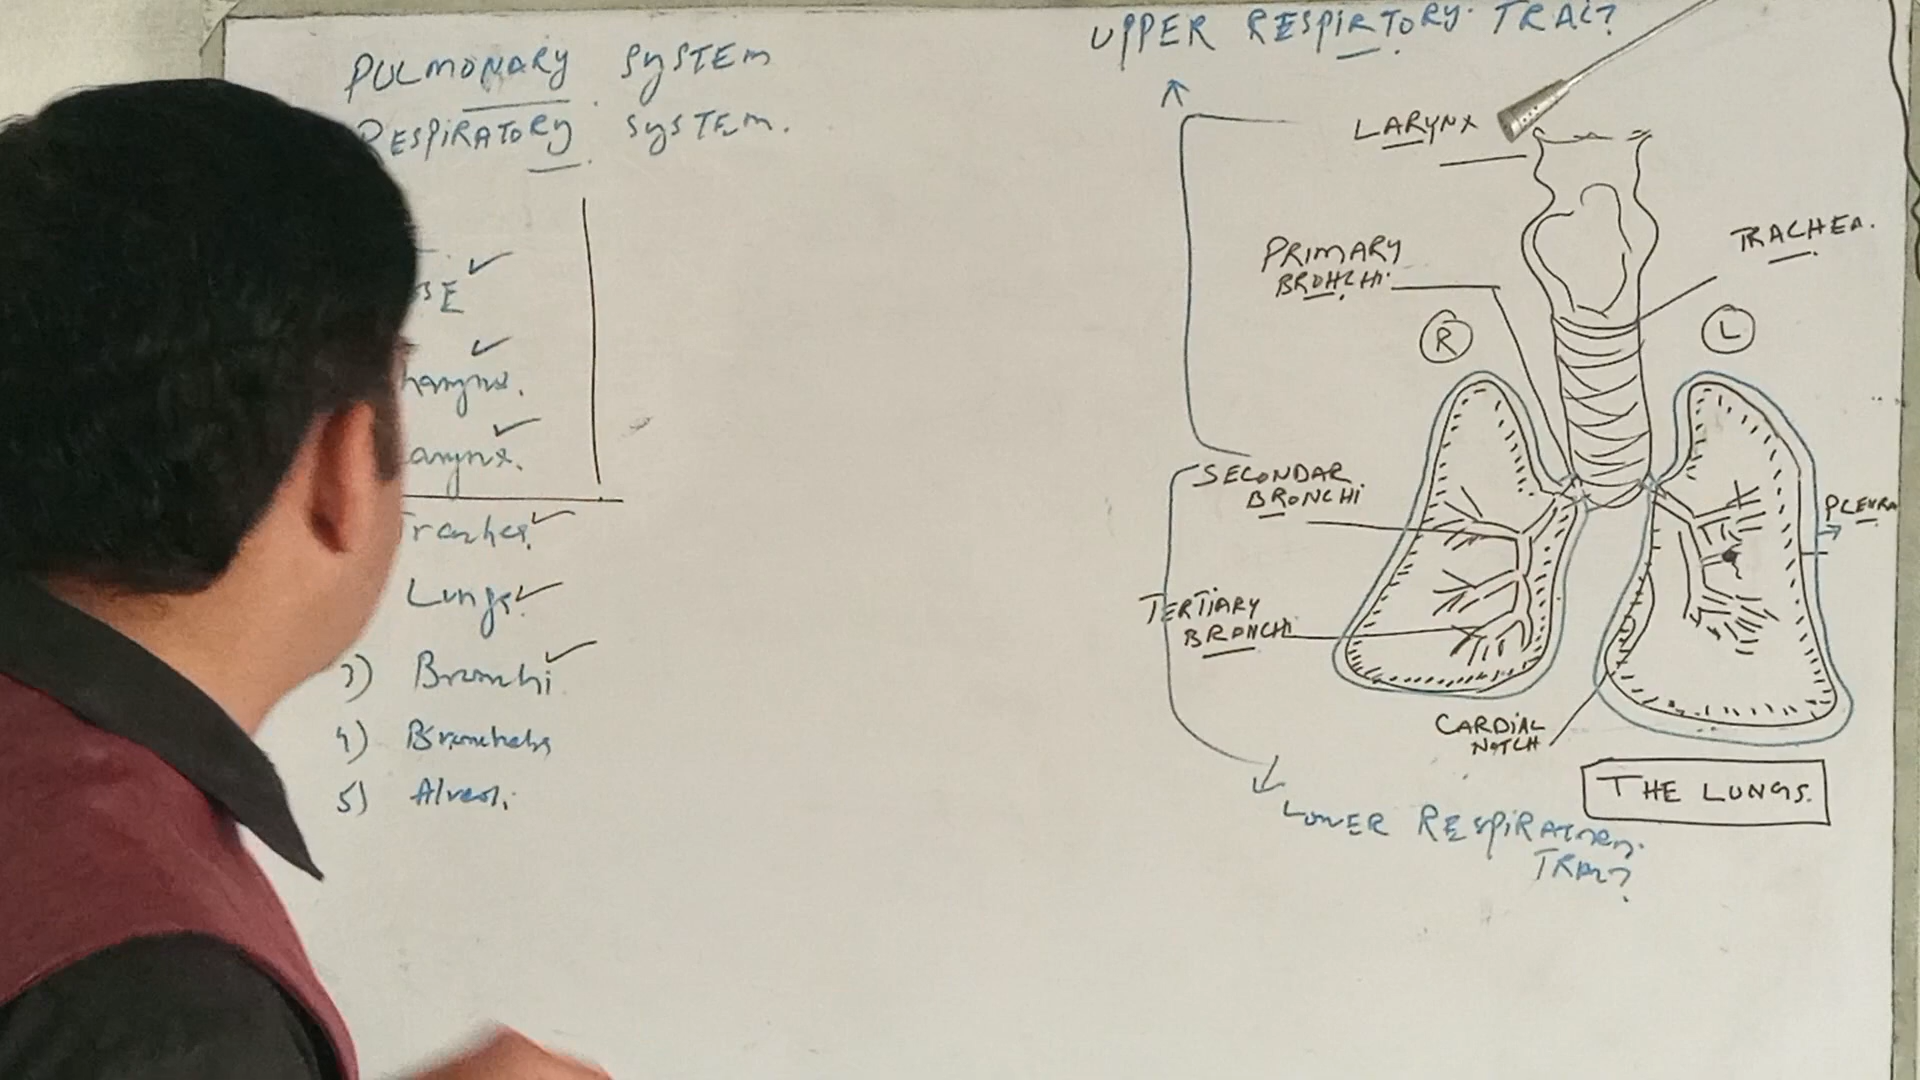 PULMONARY SYSTEM
RESPIRATORY SYSTEM.
SE
harynx.
arynx.
Trachea.
Lungs.
3) Bronchi
4)
5) Alveoli
UPPER RESPIRTORY TRACT
LARYNX
PRIMARY
BRONCHI
TRACHEA.
R
L
SECONDAR
BRONCHI
PLEURA
TERTIARY
BRONCHI
CARDIAL
NOTCH
THE LUNGS.
LOWER RESPIRATORY
TRACT